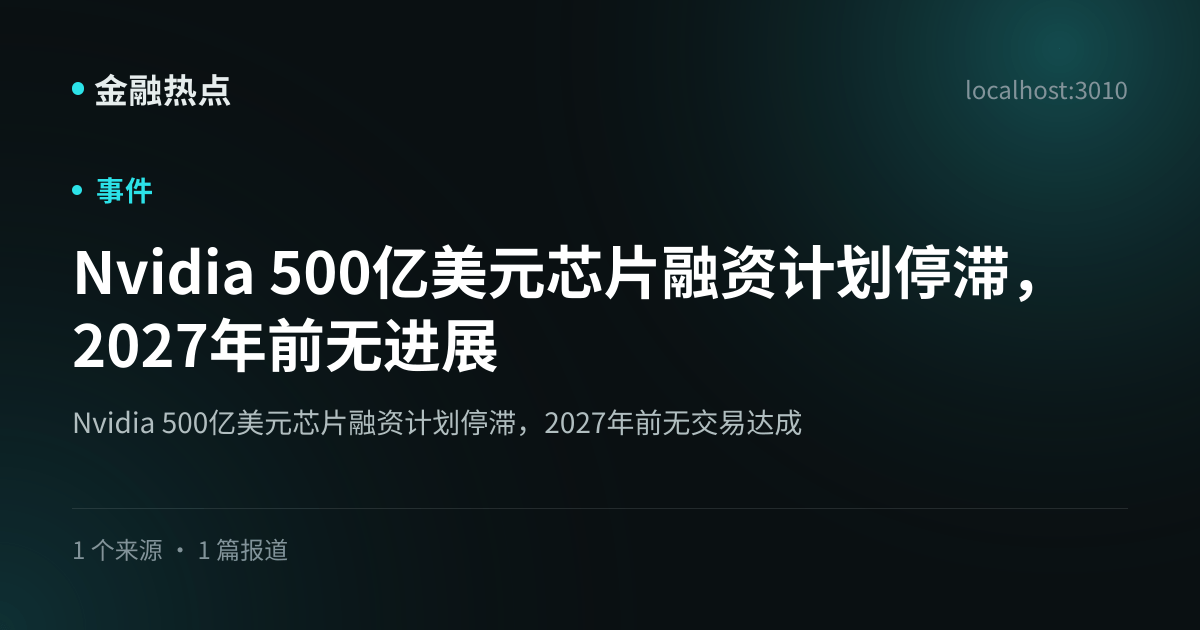 金融热点
localhost:3010
事件
Nvidia 500亿美元芯片融资计划停滞，
2027年前无进展
Nvidia 500亿美元芯片融资计划停滞，2027年前无交易达成
1 个来源 · 1 篇报道